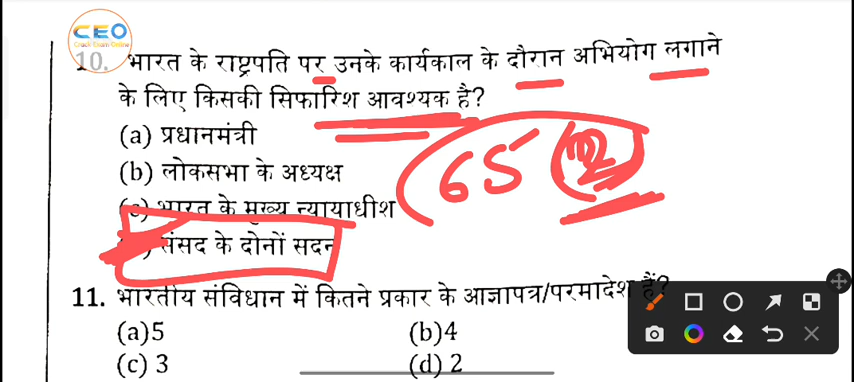 CEO
Crack Exam Online
10. भारत के राष्ट्रपति पर उनके कार्यकाल के दौरान अभियोग लगाने
के लिए किसकी सिफारिश आवश्यक है?
(a) प्रधानमंत्री
65
(b) लोकसभा के अध्यक्ष
(c) भारत के मुख्य न्यायाधीश
संसद के दोनों सदन
11. भारतीय संविधान में कितने प्रकार के आज्ञापत्र/परमादेश हैं?
(a)5 (b)4
(c) 3 (d) 2